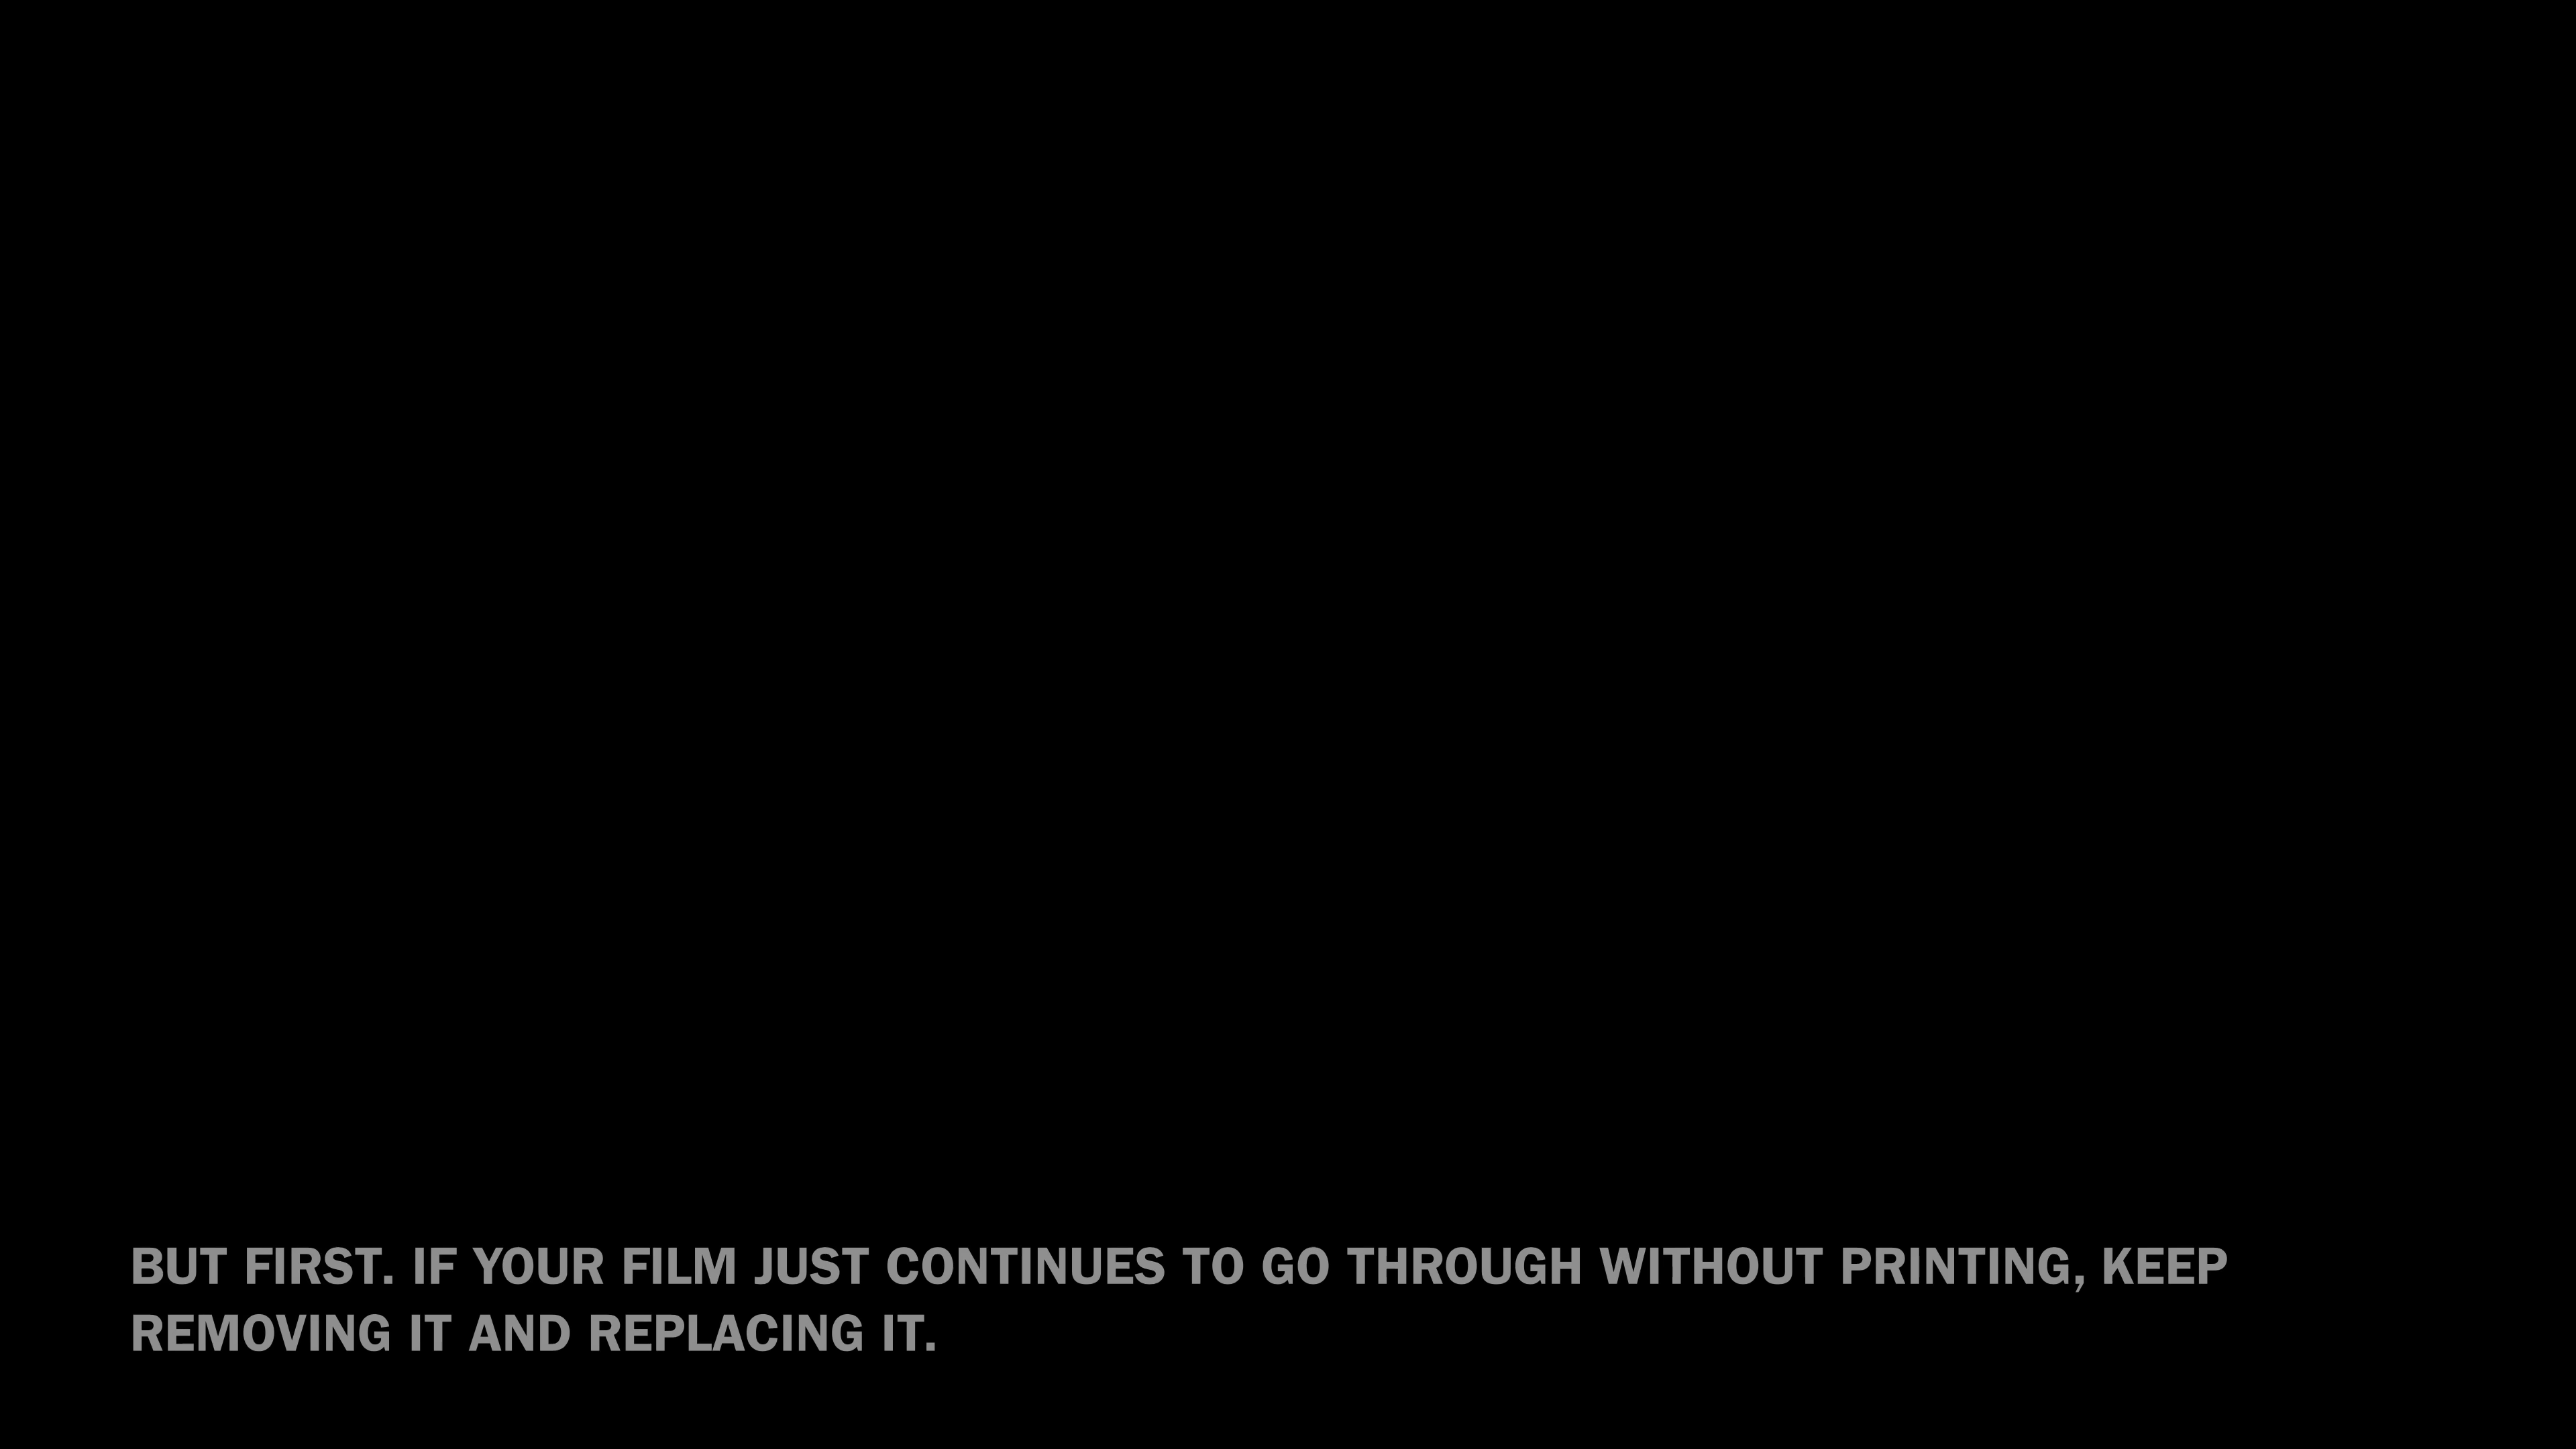 BUT FIRST. IF YOUR FILM JUST CONTINUES TO GO THROUGH WITHOUT PRINTING, KEEP
REMOVING IT AND REPLACING IT.